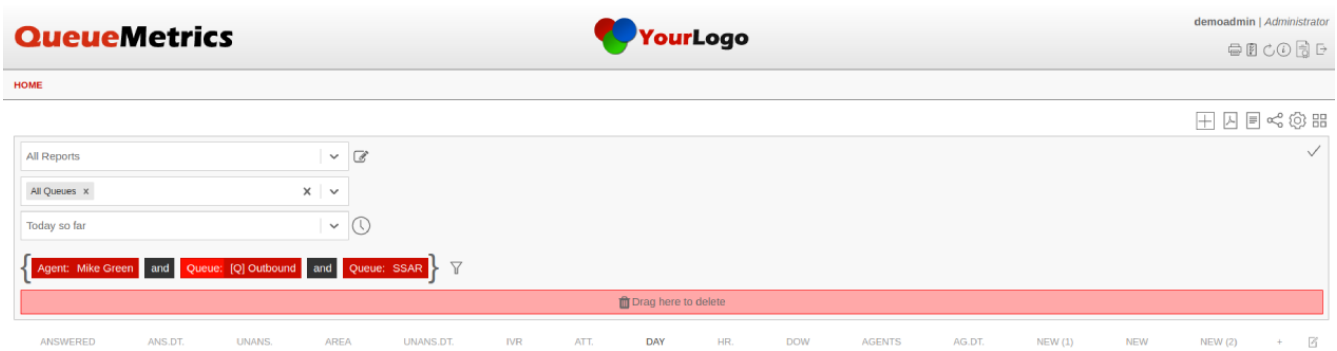 demoadmin | Administrator
QueueMetrics
YourLogo
HOME
All Reports
All Queues x
Today so far
{ Agent: Mike Green and Queue: [Q] Outbound and Queue: SSAR }
Drag here to delete
ANSWERED ANS.DT. UNANS. AREA UNANS.DT. IVR ATT. DAY HR. DOW AGENTS AG.DT. NEW (1) NEW NEW (2) +